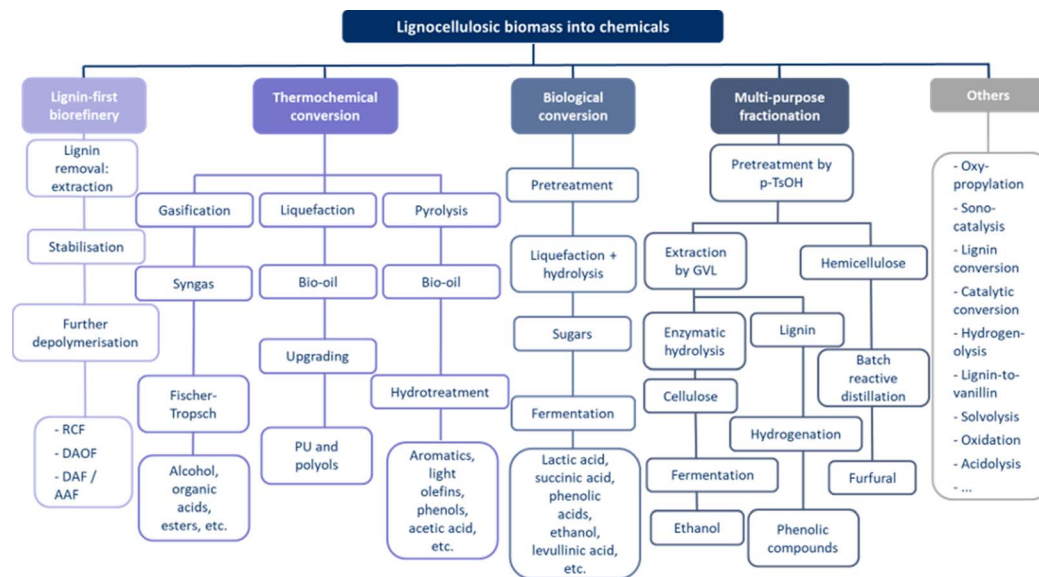 Lignocellulosic biomass into chemicals
Lignin-first
biorefinery
Lignin
removal:
extraction
Stabilisation
Further
depolymerisation
- RCF
- DAOF
- DAF /
AAF
Thermochemical
conversion
Gasification
Syngas
Fischer-
Tropsch
Alcohol,
organic
acids,
esters, etc.
Liquefaction
Bio-oil
Upgrading
PU and
polyols
Pyrolysis
Bio-oil
Hydrotreatment
Aromatics,
light
olefins,
phenols,
acetic acid,
etc.
Biological
conversion
Pretreatment
Liquefaction +
hydrolysis
Sugars
Fermentation
Lactic acid,
succinic acid,
phenolic
acids,
ethanol,
levullinic acid,
etc.
Multi-purpose
fractionation
Pretreatment by
p-TsOH
Extraction
by GVL
Enzymatic
hydrolysis
Cellulose
Fermentation
Ethanol
Lignin
Hydrogenation
Phenolic
compounds
Hemicellulose
Batch
reactive
distillation
Furfural
Others
- Oxy-
propylation
- Sono-
catalysis
- Lignin
conversion
- Catalytic
conversion
- Hydrogen-
olysis
- Lignin-to-
vanillin
- Solvolysis
- Oxidation
- Acidolysis
- ...